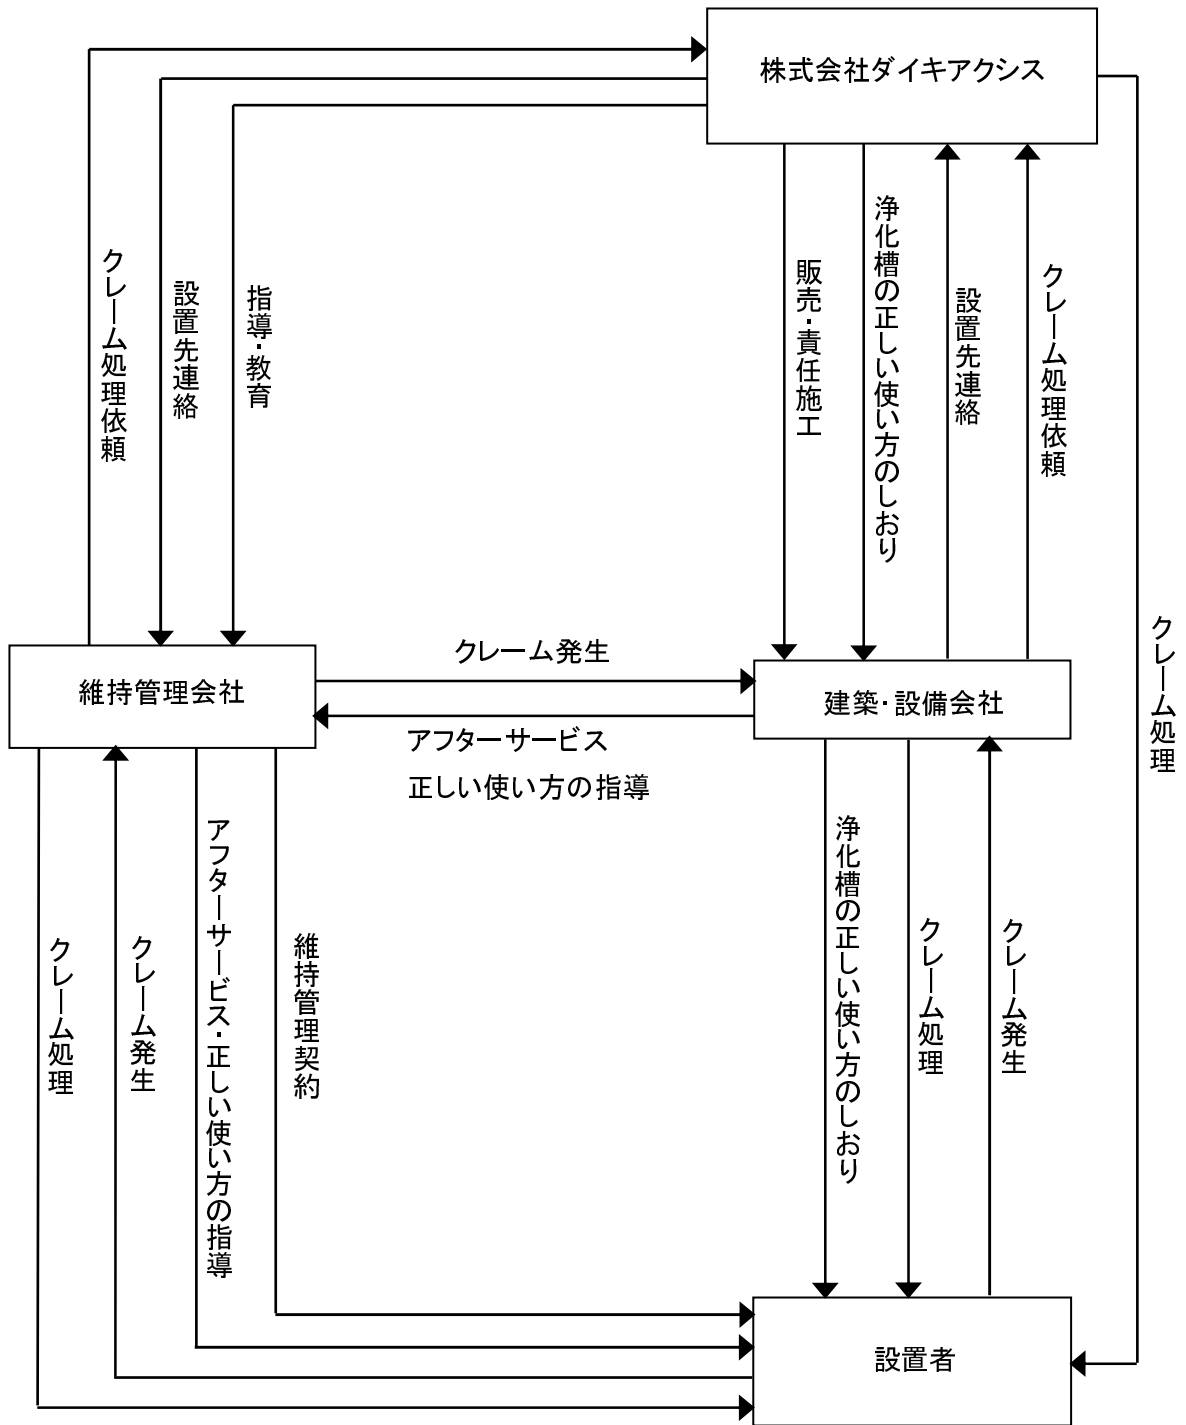 株式会社ダイキアクシス
クレーム処理依頼
設置先連絡
指導・教育
販売・責任施工
浄化槽の正しい使い方のしおり
設置先連絡
クレーム処理依頼
クレーム処理
維持管理会社
クレーム発生
アフターサービス
正しい使い方の指導
建築・設備会社
クレーム処理
クレーム発生
アフターサービス・正しい使い方の指導
維持管理契約
浄化槽の正しい使い方のしおり
クレーム処理
クレーム発生
設置者